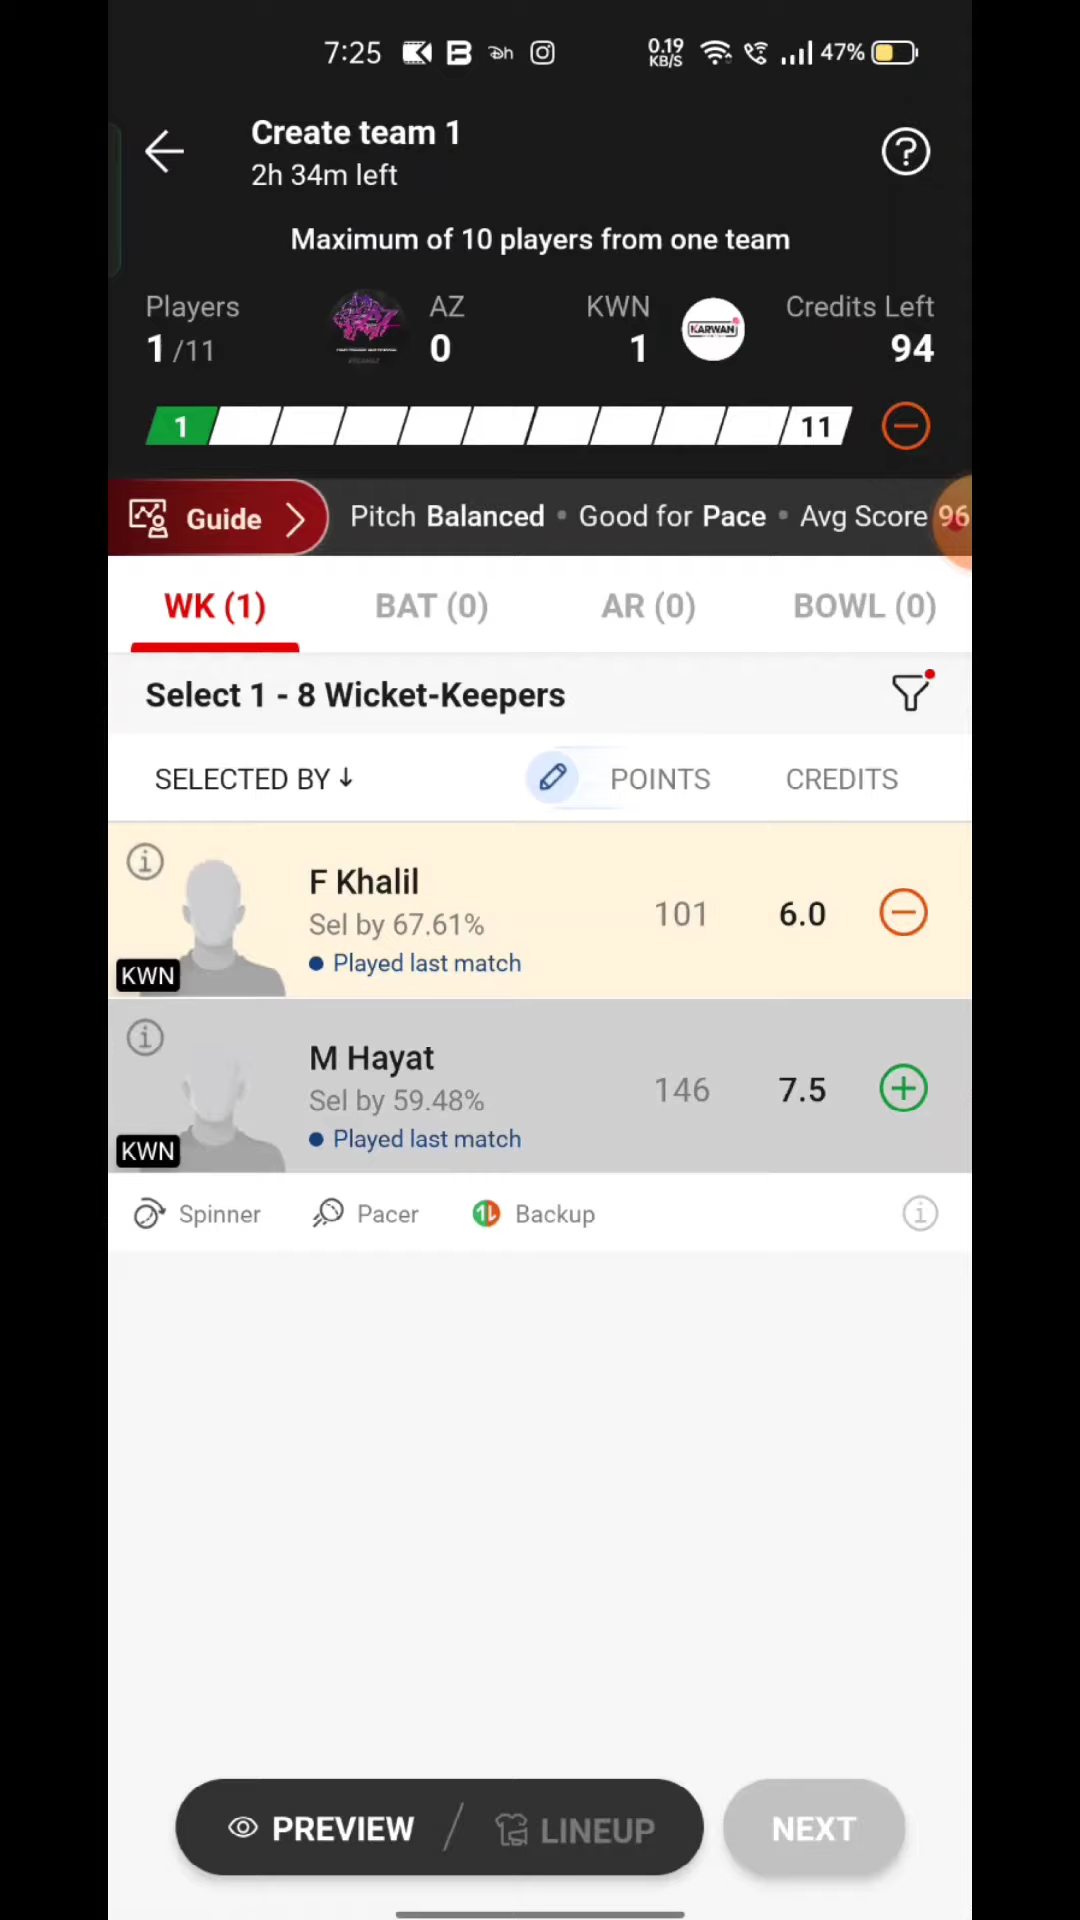 7:25
0.19 KB/S
47%
Create team 1
2h 34m left
Maximum of 10 players from one team
Players
AZ
KWN
Credits Left
1/11
0
1
KARWAN
94
1
11
Guide
Pitch Balanced • Good for Pace • Avg Score 96
WK (1)
BAT (0)
AR (0)
BOWL (0)
Select 1 - 8 Wicket-Keepers
SELECTED BY ↓
POINTS
CREDITS
F Khalil
Sel by 67.61%
101
6.0
Played last match
KWN
M Hayat
Sel by 59.48%
146
7.5
Played last match
KWN
Spinner
Pacer
Backup
PREVIEW / LINEUP
NEXT